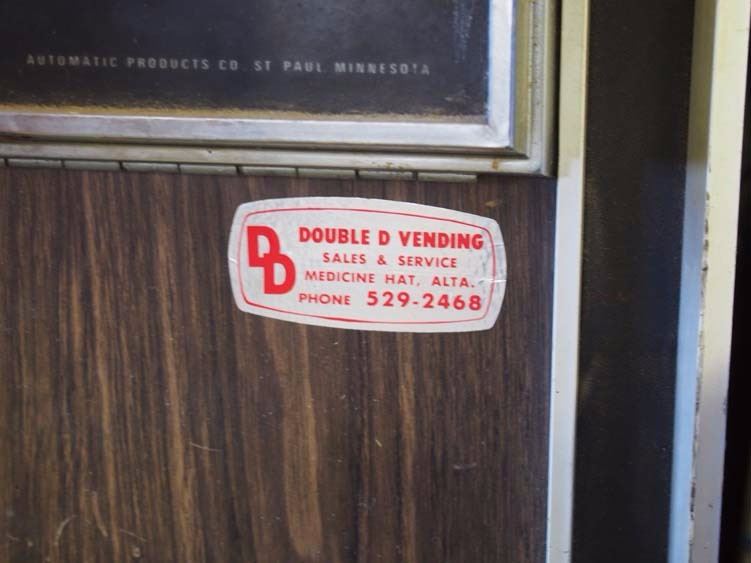 AUTOMATIC PRODUCTS CO. ST PAUL, MINNESOTA
DD
DOUBLE D VENDING
SALES & SERVICE
MEDICINE HAT, ALTA.
PHONE 529-2468